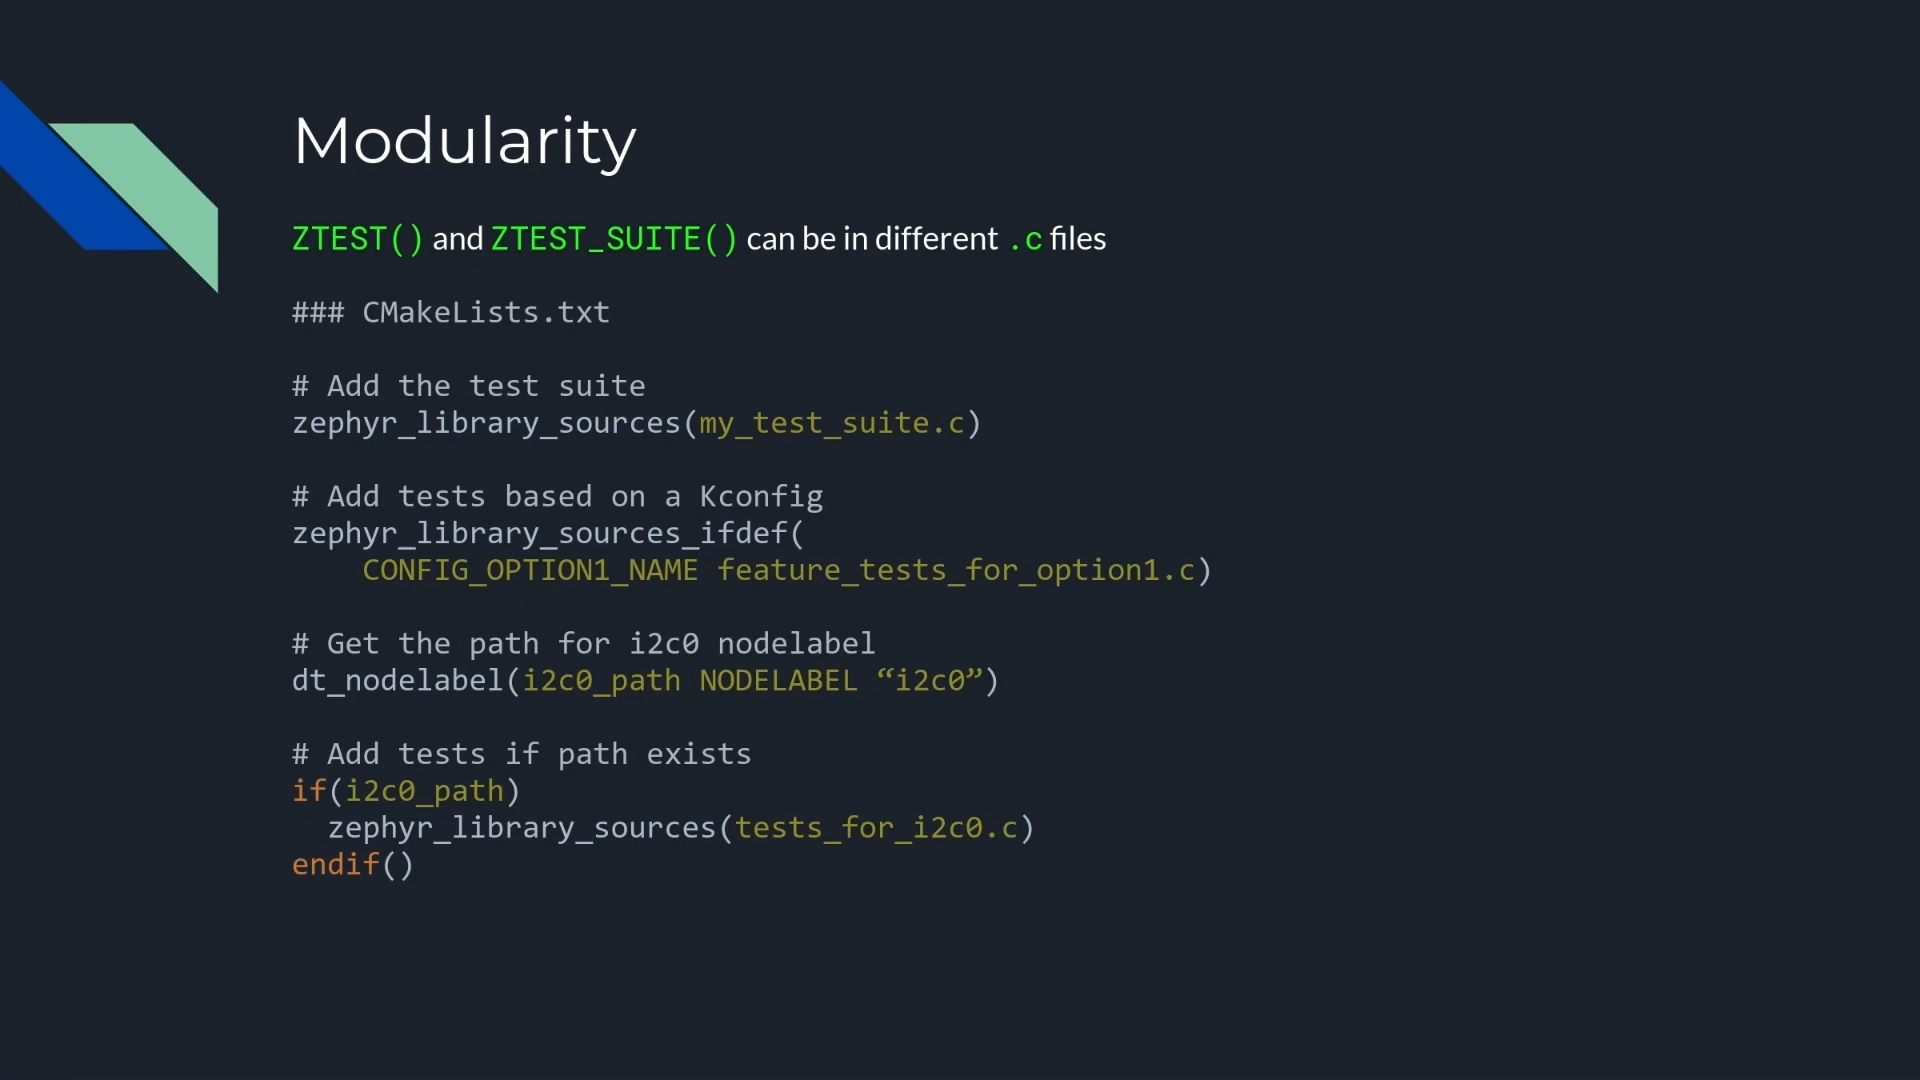 Modularity
ZTEST() and ZTEST_SUITE() can be in different .c files
### CMakeLists.txt
# Add the test suite
zephyr_library_sources(my_test_suite.c)
# Add tests based on a Kconfig
zephyr_library_sources_ifdef(
CONFIG_OPTION1_NAME feature_tests_for_option1.c)
# Get the path for i2c0 nodelabel
dt_nodelabel(i2c0_path NODELABEL “i2c0”)
# Add tests if path exists
if(i2c0_path)
zephyr_library_sources(tests_for_i2c0.c)
endif()